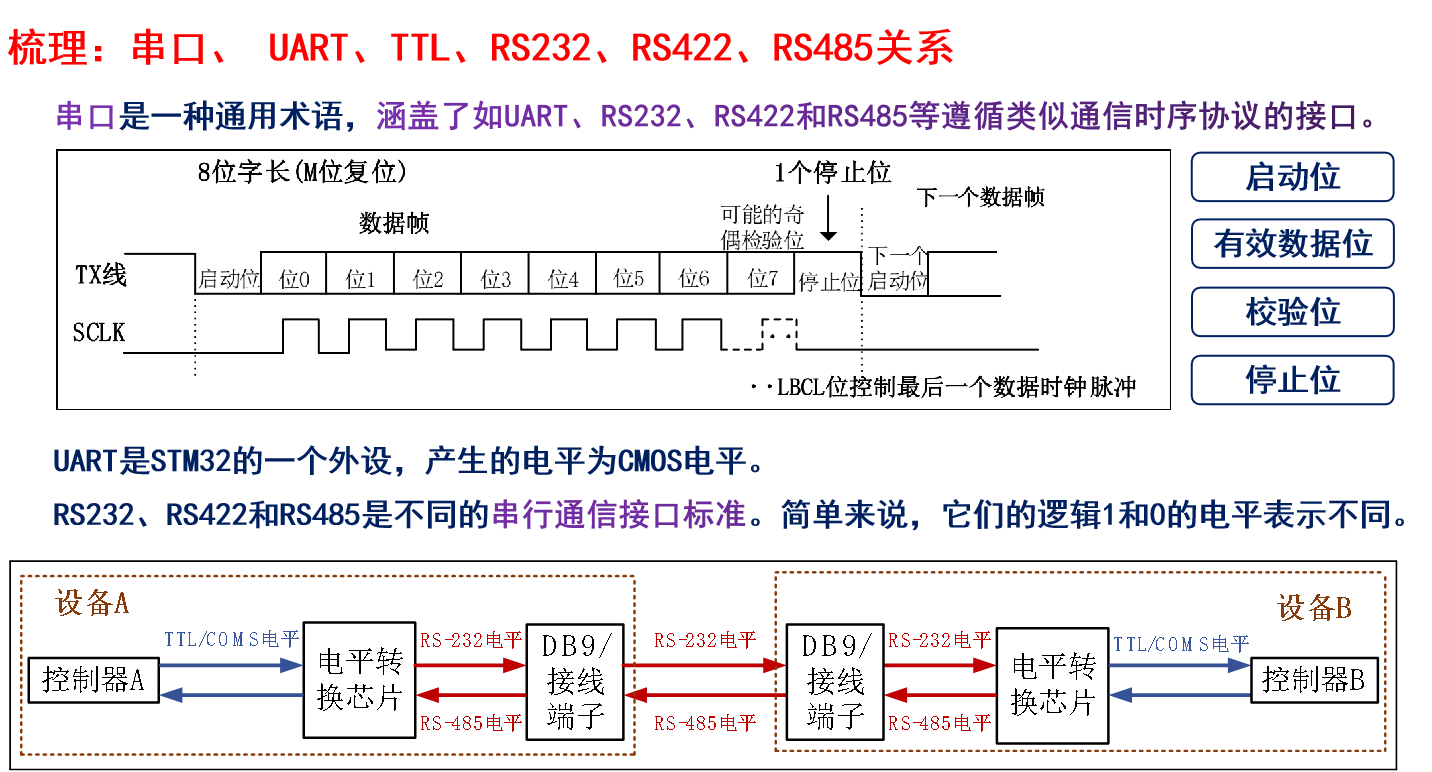 梳理：串口、 UART、TTL、RS232、RS422、RS485关系
串口是一种通用术语，涵盖了如UART、RS232、RS422和RS485等遵循类似通信时序协议的接口。
8位字长(M位复位)
1个停止位
下一个数据帧
数据帧
可能的奇
偶检验位
TX线
启动位
位0
位1
位2
位3
位4
位5
位6
位7
停止位
下一个
启动位
SCLK
··LBCL位控制最后一个数据时钟脉冲
启动位
有效数据位
校验位
停止位
UART是STM32的一个外设，产生的电平为CMOS电平。
RS232、RS422和RS485是不同的串行通信接口标准。简单来说，它们的逻辑1和0的电平表示不同。
设备A
控制器A
TTL/COMS电平
电平转
换芯片
RS-232电平
RS-485电平
DB9/
接线
端子
RS-232电平
RS-485电平
设备B
DB9/
接线
端子
RS-232电平
RS-485电平
电平转
换芯片
TTL/COMS电平
控制器B